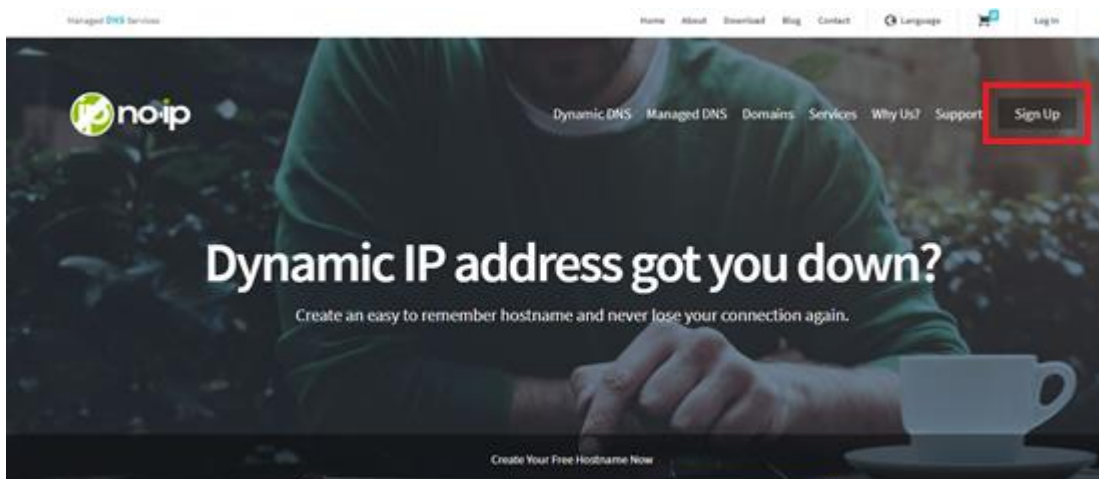 Managed DNS Services
Home About Download Blog Contact Language 0 Log In
no-ip
Dynamic DNS Managed DNS Domains Services Why Us? Support Sign Up
Dynamic IP address got you down?
Create an easy to remember hostname and never lose your connection again.
Create Your Free Hostname Now